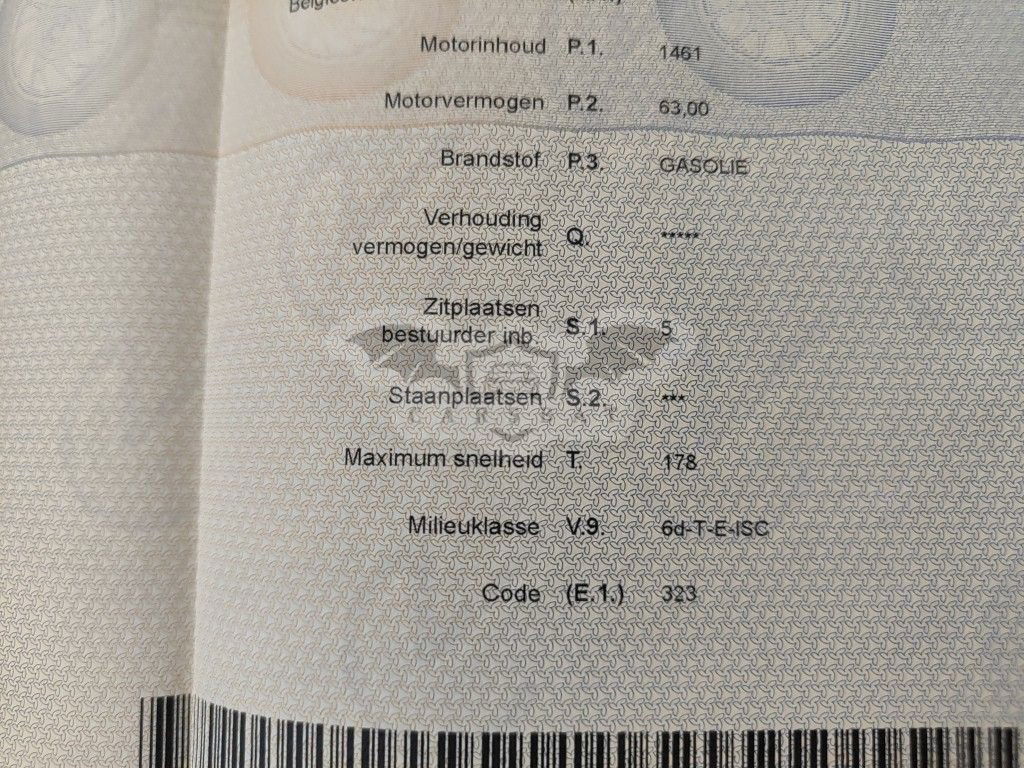 Motorinhoud P.1. 1461
Motorvermogen P.2. 63,00
Brandstof P.3. GASOLIE
Verhouding
vermogen/gewicht Q. *****
Zitplaatsen
bestuurder inb. S.1. 5
Staanplaatsen S.2. ***
CARSBAT
Maximum snelheid T. 178
Milieuklasse V.9. 6d-T-E-ISC
Code (E.1.) 323